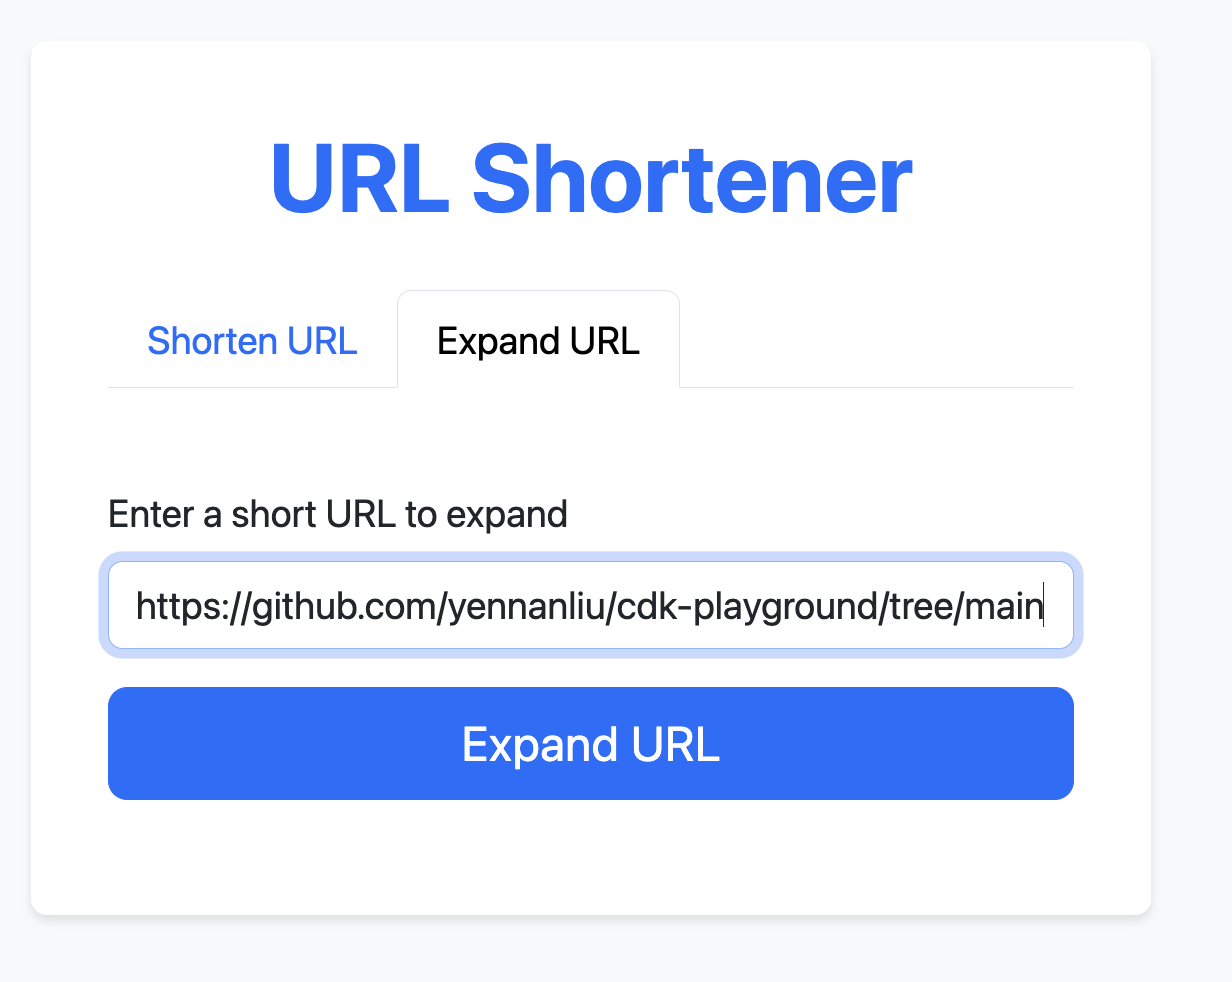 URL Shortener
Shorten URL
Expand URL
Enter a short URL to expand
https://github.com/yennanliu/cdk-playground/tree/main
Expand URL